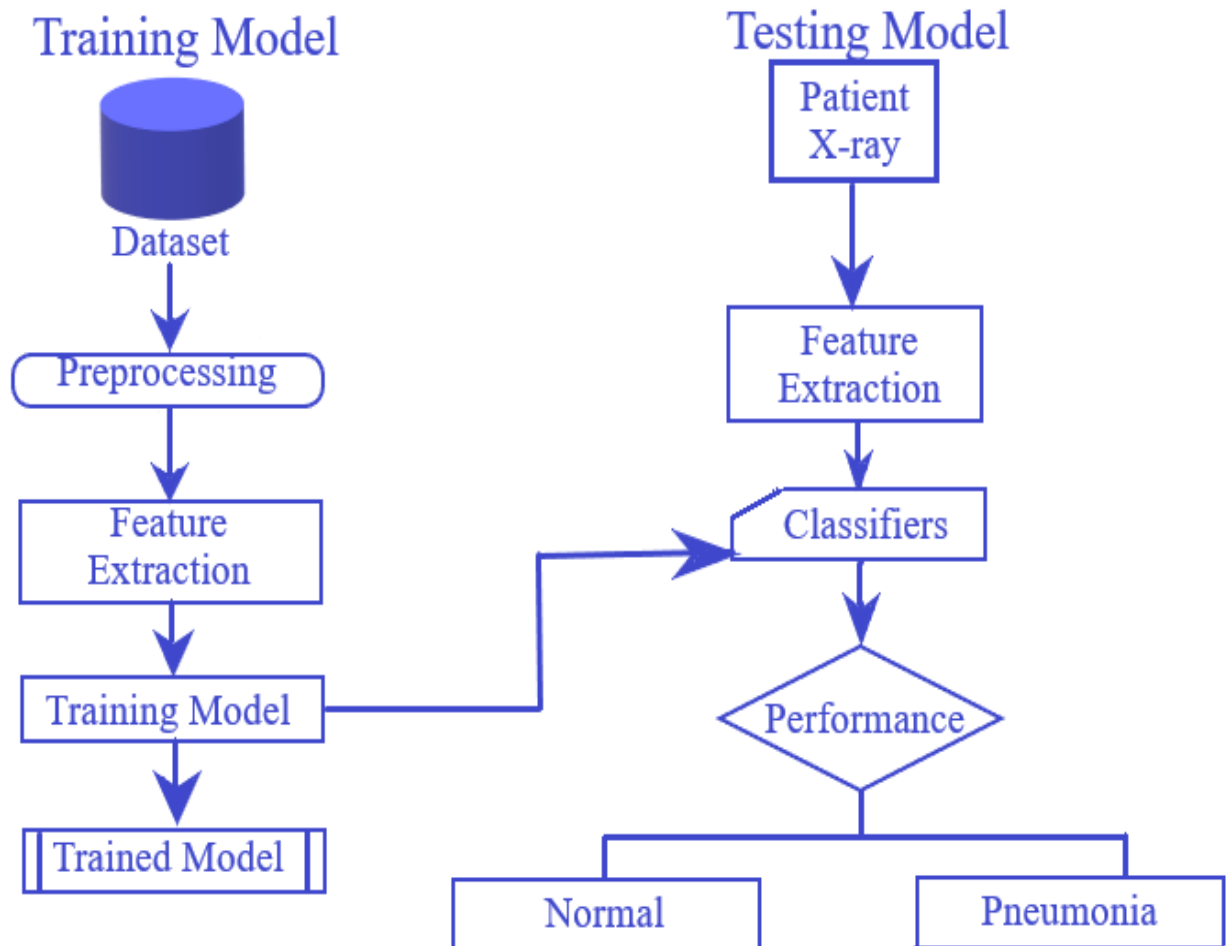 Training Model
Dataset
Preprocessing
Feature
Extraction
Training Model
Trained Model
Testing Model
Patient
X-ray
Feature
Extraction
Classifiers
Performance
Normal
Pneumonia